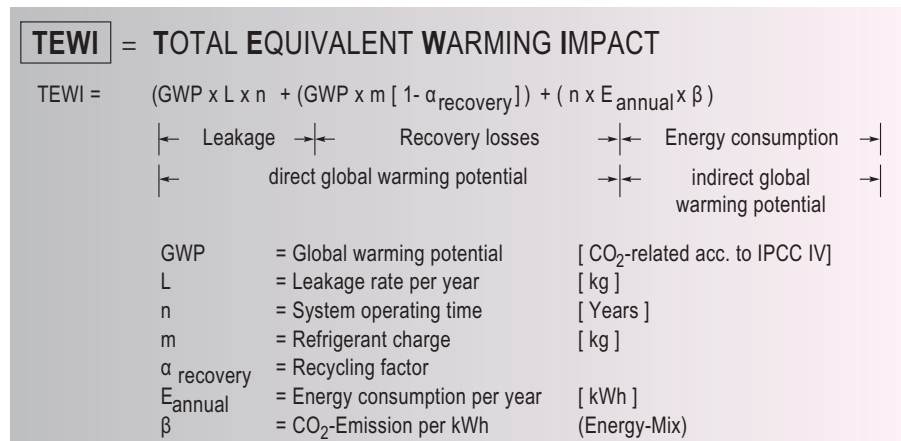 TEWI = TOTAL EQUIVALENT WARMING IMPACT
TEWI = (GWP x L x n + (GWP x m [ 1- α recovery ] ) + ( n x E annual x β )
Leakage Recovery losses Energy consumption
direct global warming potential indirect global
warming potential
GWP = Global warming potential [ CO₂-related acc. to IPCC IV]
L = Leakage rate per year [ kg ]
n = System operating time [ Years ]
m = Refrigerant charge [ kg ]
α recovery = Recycling factor
E annual = Energy consumption per year [ kWh ]
β = CO₂-Emission per kWh (Energy-Mix)